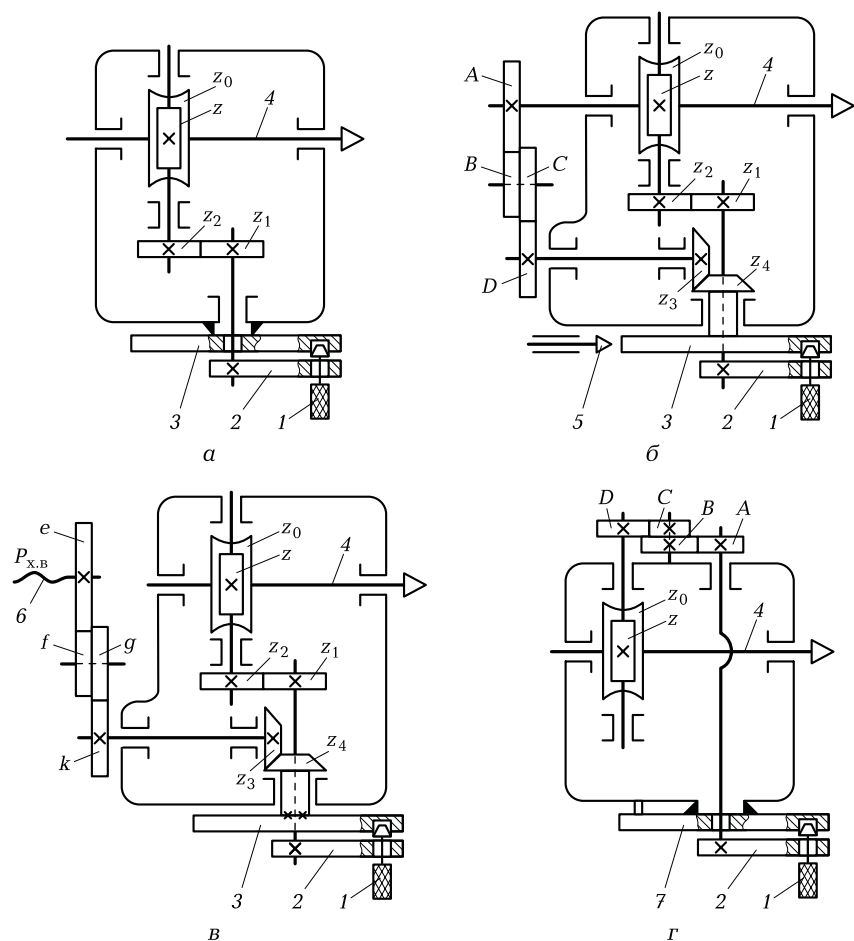 z₀
z
4
z₂ z₁
3 2 1
а
A
z₀
z
4
B C
z₂ z₁
D
z₃
z₄
5 3 2 1
б
e
Pх.в
6
z₀
z
4
f g
z₂ z₁
k
z₃
z₄
3 2 1
в
D C B A
z₀
z
4
7 2 1
г